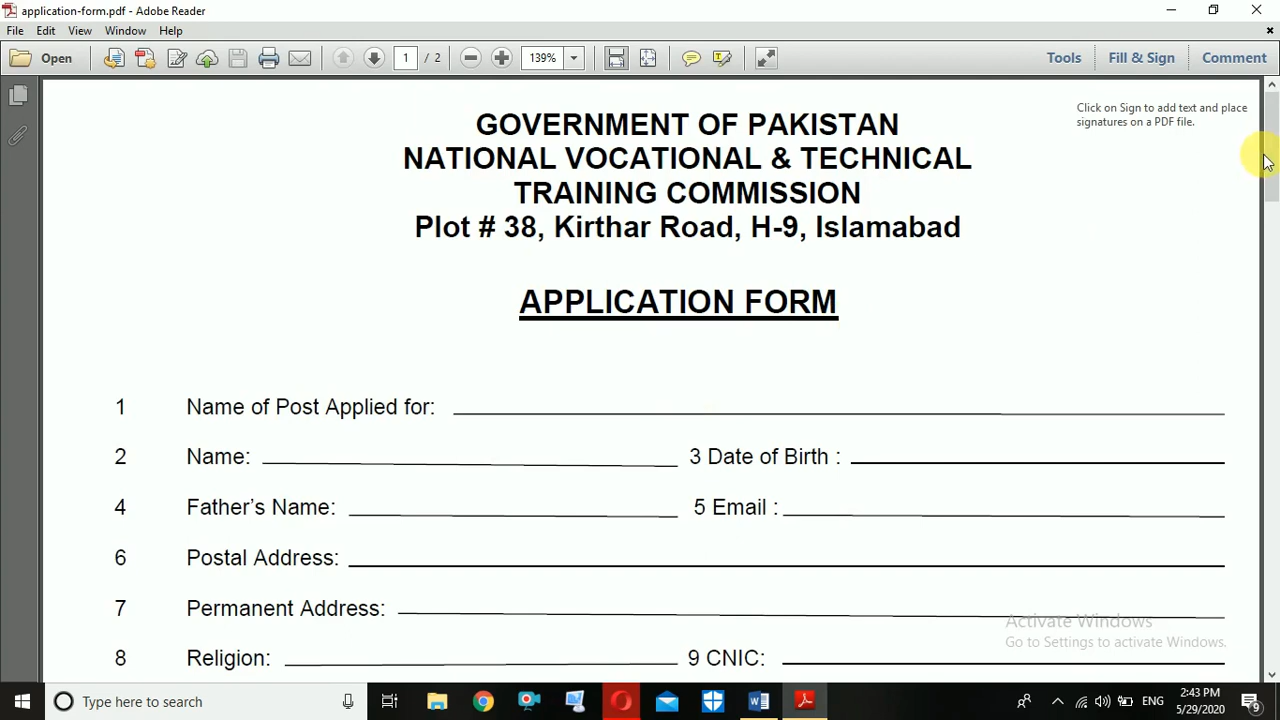 application-form.pdf - Adobe Reader
File Edit View Window Help
Open 1 / 2 139% Tools Fill & Sign Comment
Click on Sign to add text and place
signatures on a PDF file.
GOVERNMENT OF PAKISTAN
NATIONAL VOCATIONAL & TECHNICAL
TRAINING COMMISSION
Plot # 38, Kirthar Road, H-9, Islamabad
APPLICATION FORM
1 Name of Post Applied for:
2 Name: 3 Date of Birth :
4 Father's Name: 5 Email :
6 Postal Address:
7 Permanent Address:
8 Religion: 9 CNIC:
Activate Windows
Go to Settings to activate Windows.
Type here to search
ENG
2:43 PM
5/29/2020
9